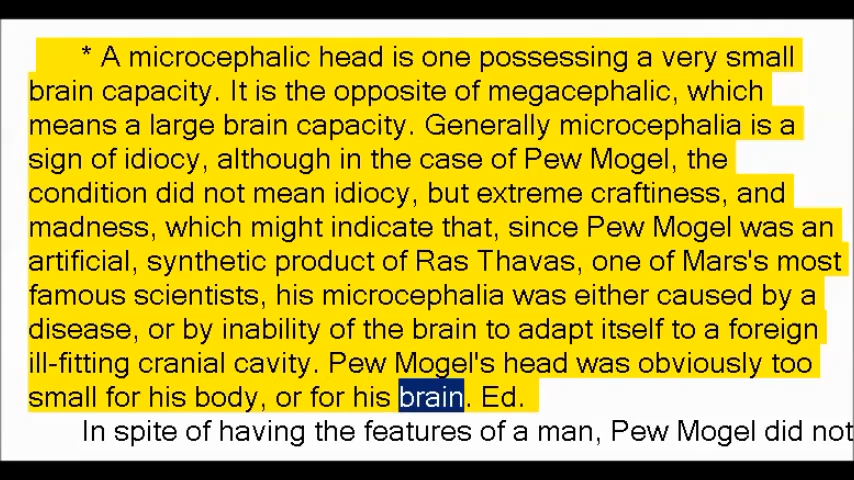 * A microcephalic head is one possessing a very small
brain capacity. It is the opposite of megacephalic, which
means a large brain capacity. Generally microcephalia is a
sign of idiocy, although in the case of Pew Mogel, the
condition did not mean idiocy, but extreme craftiness, and
madness, which might indicate that, since Pew Mogel was an
artificial, synthetic product of Ras Thavas, one of Mars's most
famous scientists, his microcephalia was either caused by a
disease, or by inability of the brain to adapt itself to a foreign
ill-fitting cranial cavity. Pew Mogel's head was obviously too
small for his body, or for his brain. Ed.
In spite of having the features of a man, Pew Mogel did not